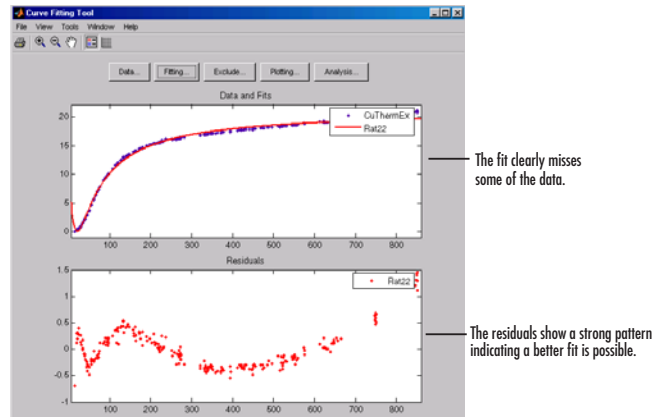 Curve Fitting Tool
File View Tools Window Help
Data... Fitting... Exclude... Plotting... Analysis...
Data and Fits
20
15
10
5
0
CuThermEx
Rat22
100 200 300 400 500 600 700 800
The fit clearly misses
some of the data.
Residuals
1.5
1
0.5
0
-0.5
-1
Rat22
100 200 300 400 500 600 700 800
The residuals show a strong pattern
indicating a better fit is possible.